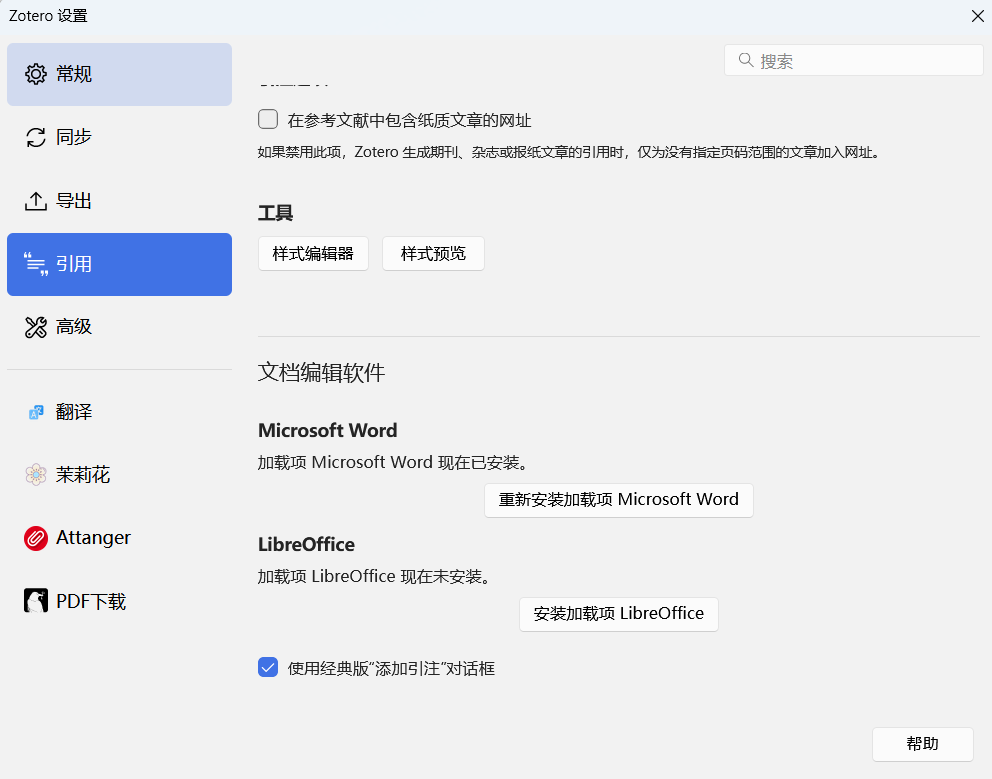 Zotero 设置
常规
搜索
在参考文献中包含纸质文章的网址
同步
如果禁用此项，Zotero 生成期刊、杂志或报纸文章的引用时，仅为没有指定页码范围的文章加入网址。
导出
工具
样式编辑器 样式预览
引用
高级
文档编辑软件
翻译
Microsoft Word
加载项 Microsoft Word 现在已安装。
茉莉花
重新安装加载项 Microsoft Word
Attanger
LibreOffice
加载项 LibreOffice 现在未安装。
PDF下载
安装加载项 LibreOffice
使用经典版“添加引注”对话框
帮助